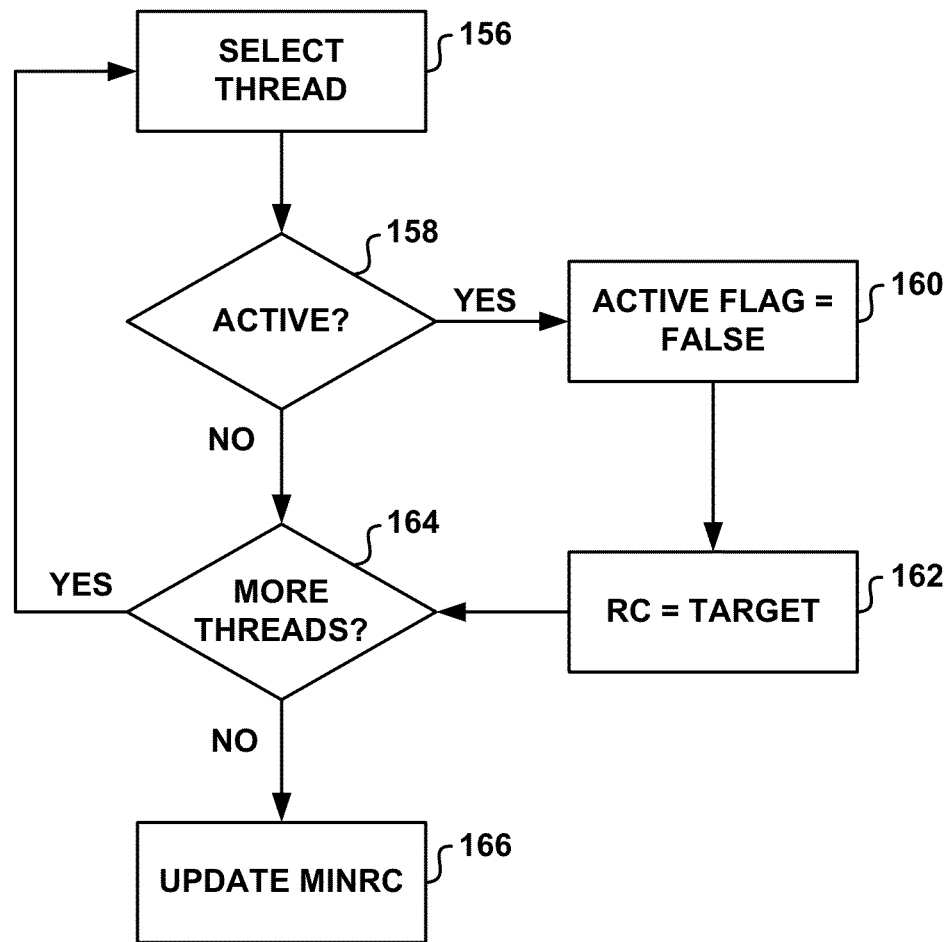 156
SELECT
THREAD
158
ACTIVE?
YES
ACTIVE FLAG =
FALSE
160
NO
164
YES
MORE
THREADS?
RC = TARGET
162
NO
166
UPDATE MINRC